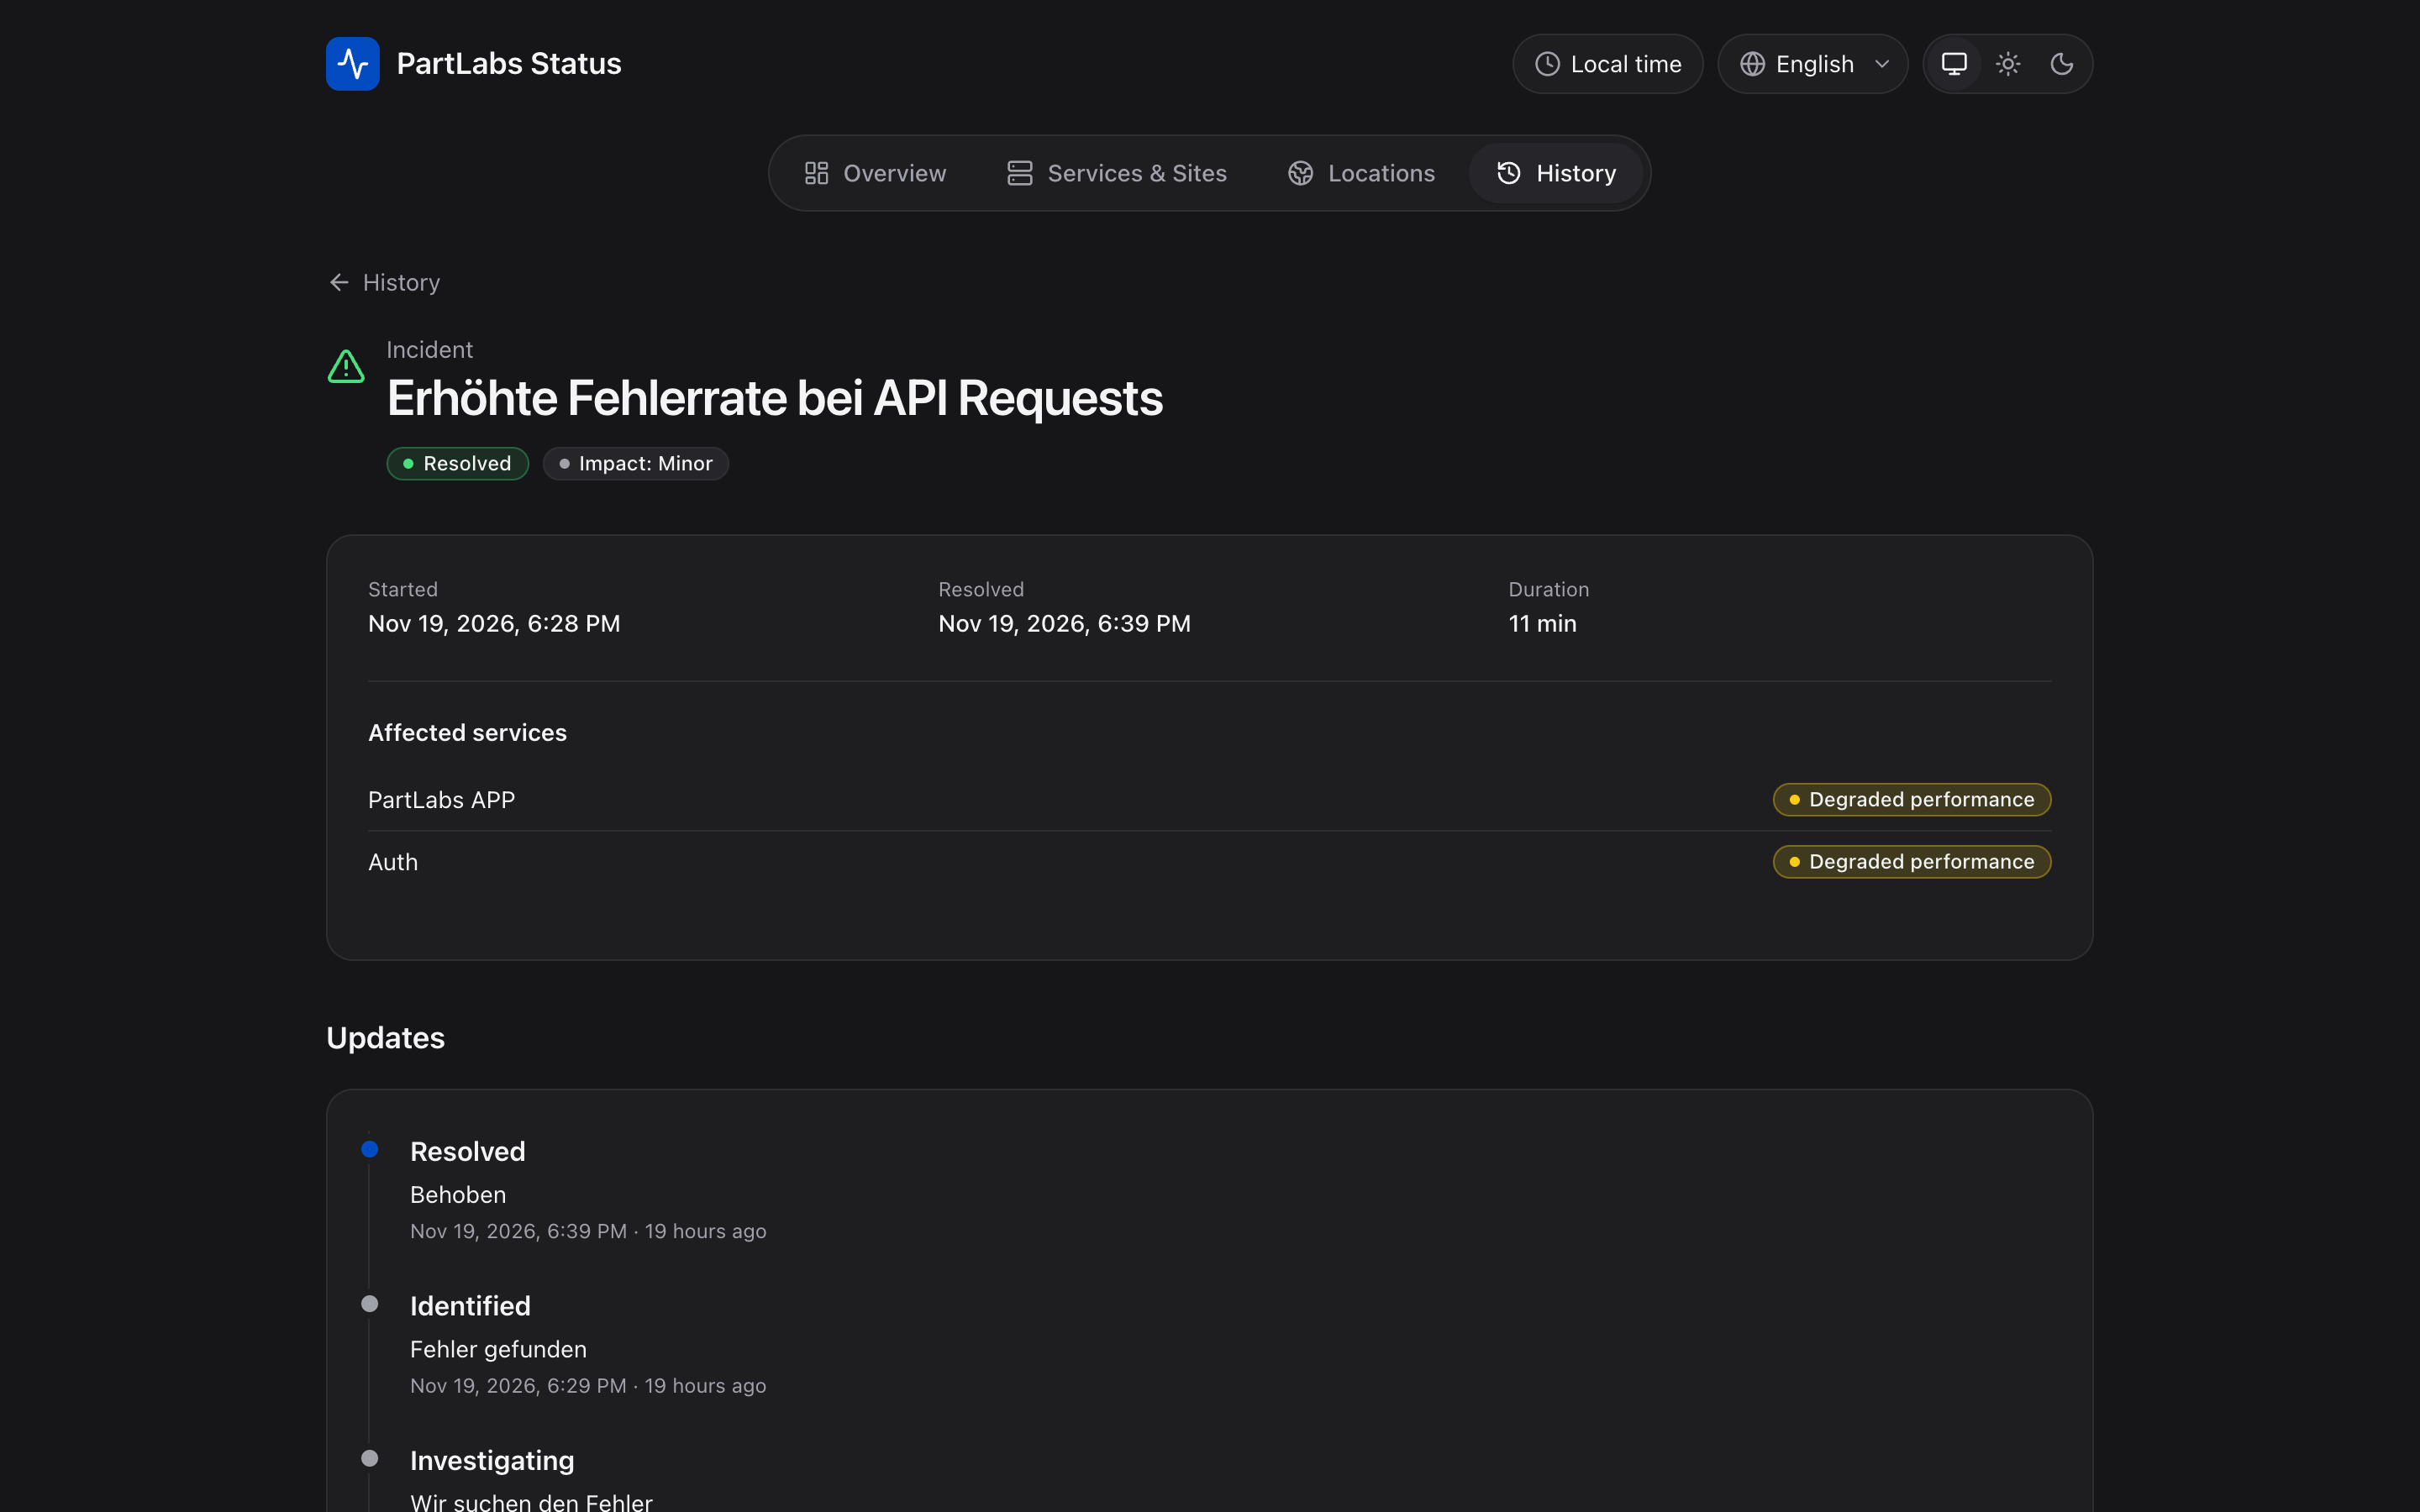 PartLabs Status
Local time
English
Overview
Services & Sites
Locations
History
History
Incident
Erhöhte Fehlerrate bei API Requests
Resolved
Impact: Minor
Started
Nov 19, 2026, 6:28 PM
Resolved
Nov 19, 2026, 6:39 PM
Duration
11 min
Affected services
PartLabs APP
Degraded performance
Auth
Degraded performance
Updates
Resolved
Behoben
Nov 19, 2026, 6:39 PM · 19 hours ago
Identified
Fehler gefunden
Nov 19, 2026, 6:29 PM · 19 hours ago
Investigating
Wir suchen den Fehler